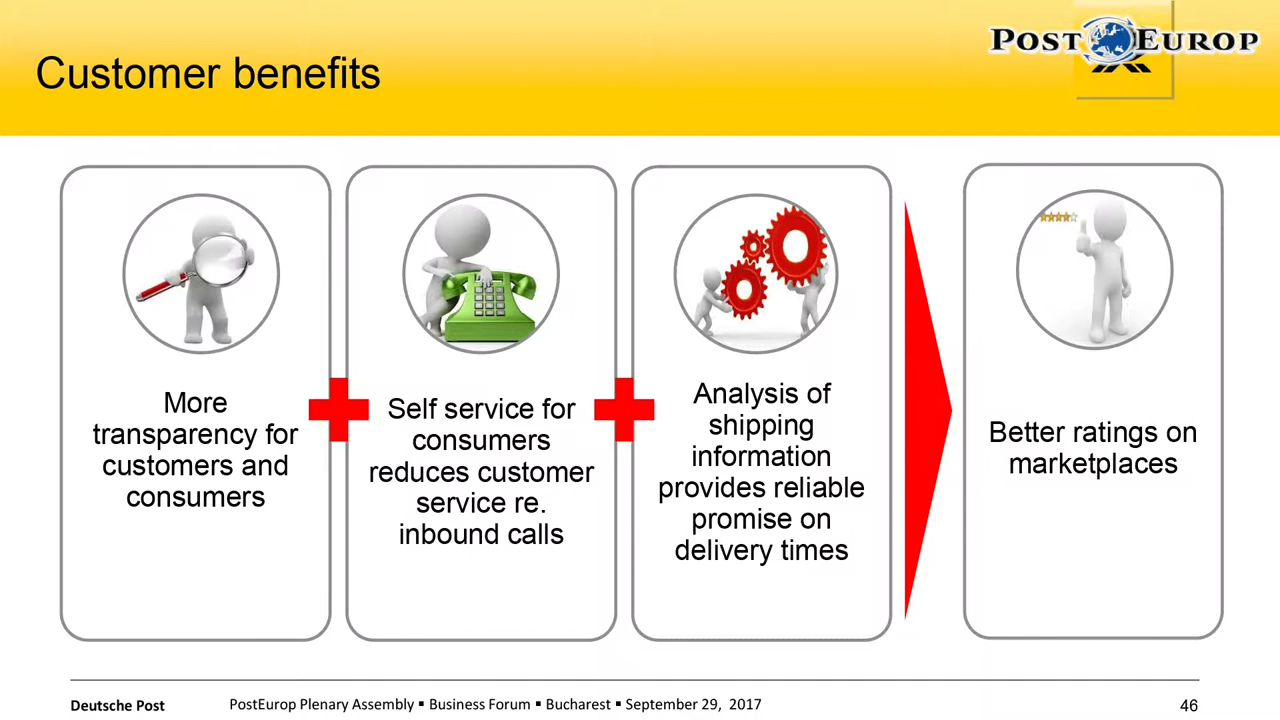 Customer benefits
POST EUROP
More
transparency for
customers and
consumers
Self service for
consumers
reduces customer
service re.
inbound calls
Analysis of
shipping
information
provides reliable
promise on
delivery times
Better ratings on
marketplaces
Deutsche Post
PostEurop Plenary Assembly ▪ Business Forum ▪ Bucharest ▪ September 29, 2017
46